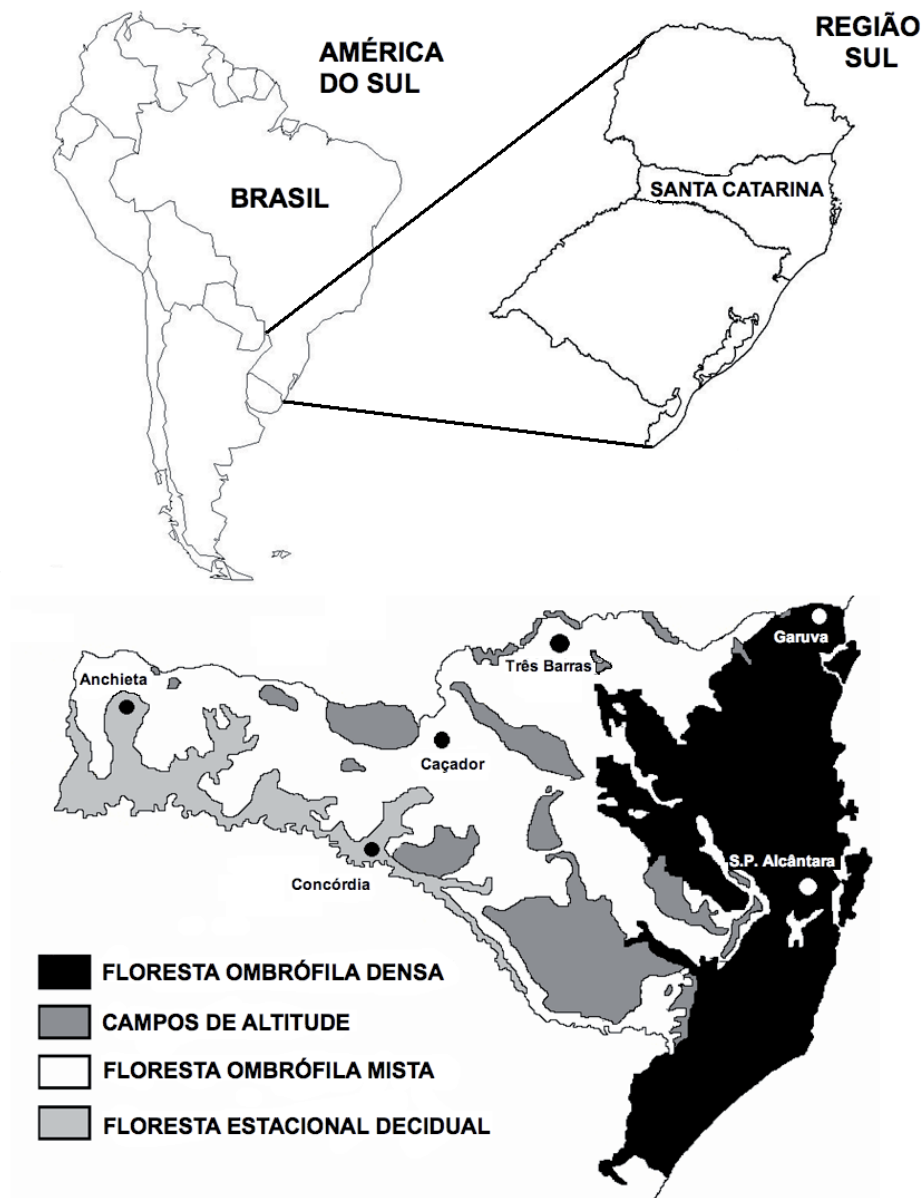 AMÉRICA
DO SUL
BRASIL
REGIÃO
SUL
SANTA CATARINA
Garuva
Três Barras
Anchieta
Caçador
S.P. Alcântara
Concórdia
FLORESTA OMBRÓFILA DENSA
CAMPOS DE ALTITUDE
FLORESTA OMBRÓFILA MISTA
FLORESTA ESTACIONAL DECIDUAL